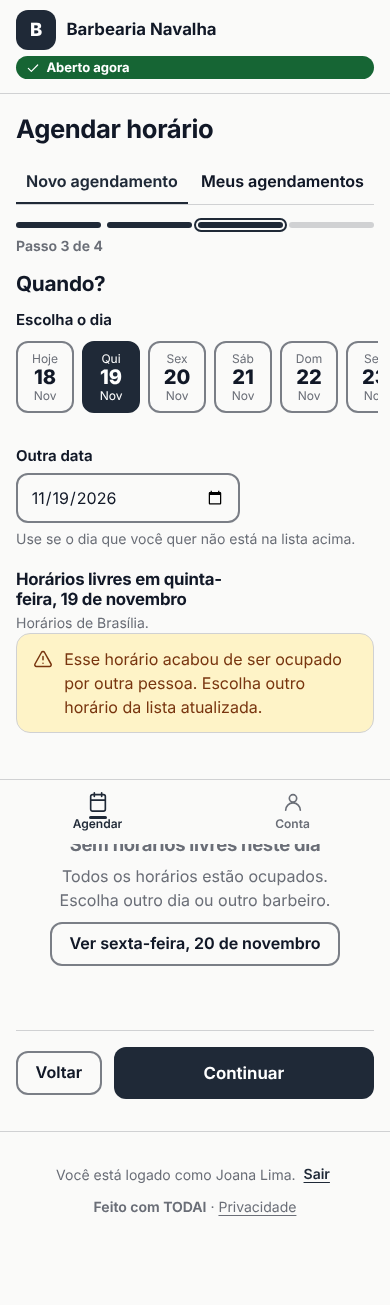 B Barbearia Navalha
Aberto agora
Agendar horário
Novo agendamento Meus agendamentos
Passo 3 de 4
Quando?
Escolha o dia
Hoje Qui Sex Sáb Dom
18 19 20 21 22
Nov Nov Nov Nov Nov
Outra data
11/19/2026
Use se o dia que você quer não está na lista acima.
Horários livres em quinta-
feira, 19 de novembro
Horários de Brasília.
Esse horário acabou de ser ocupado
por outra pessoa. Escolha outro
horário da lista atualizada.
Agendar Conta
Sem horários livres neste dia
Todos os horários estão ocupados.
Escolha outro dia ou outro barbeiro.
Ver sexta-feira, 20 de novembro
Voltar Continuar
Você está logado como Joana Lima. Sair
Feito com TODAI · Privacidade